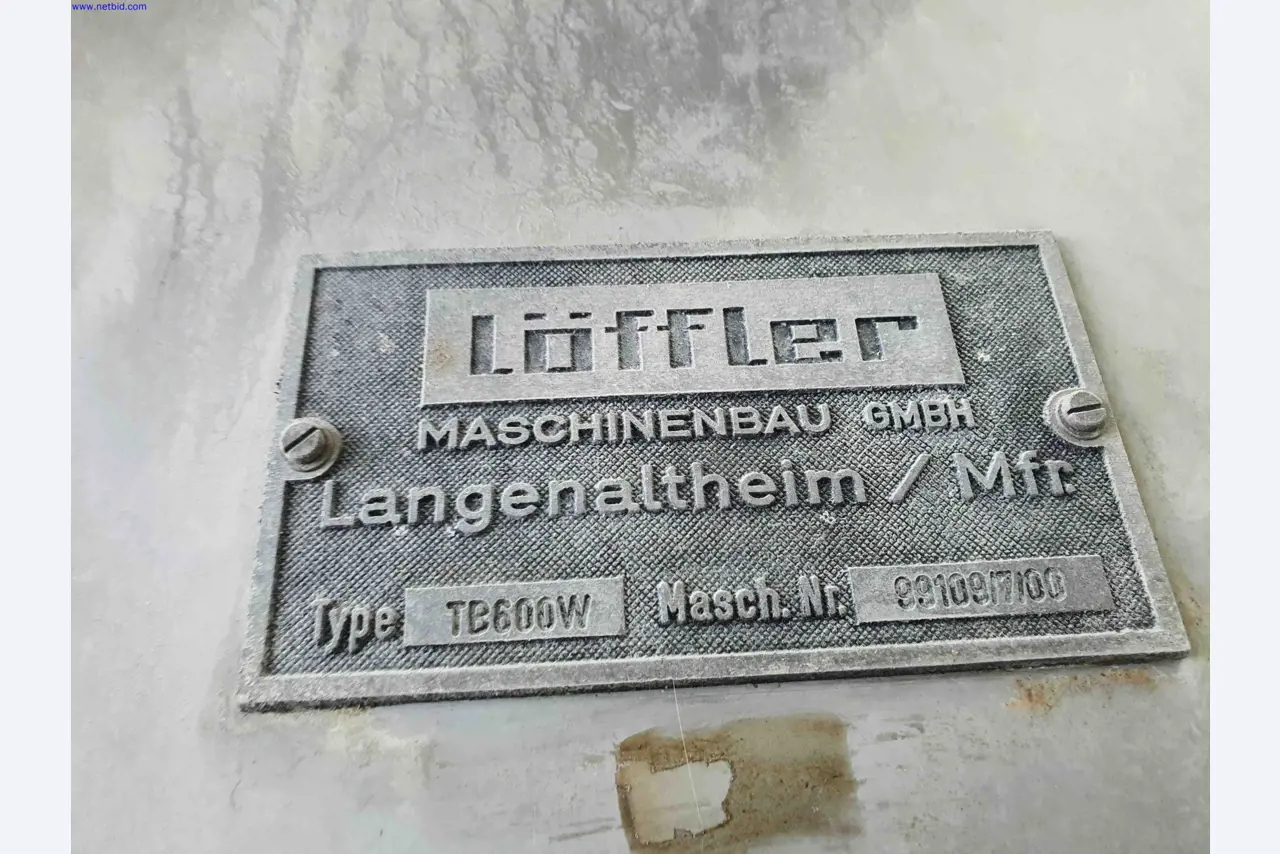 www.netbid.com
Löffler
MASCHINENBAU GMBH
Langenaltheim / Mfr.
Type TB600W Masch. Nr. 99109/7/00